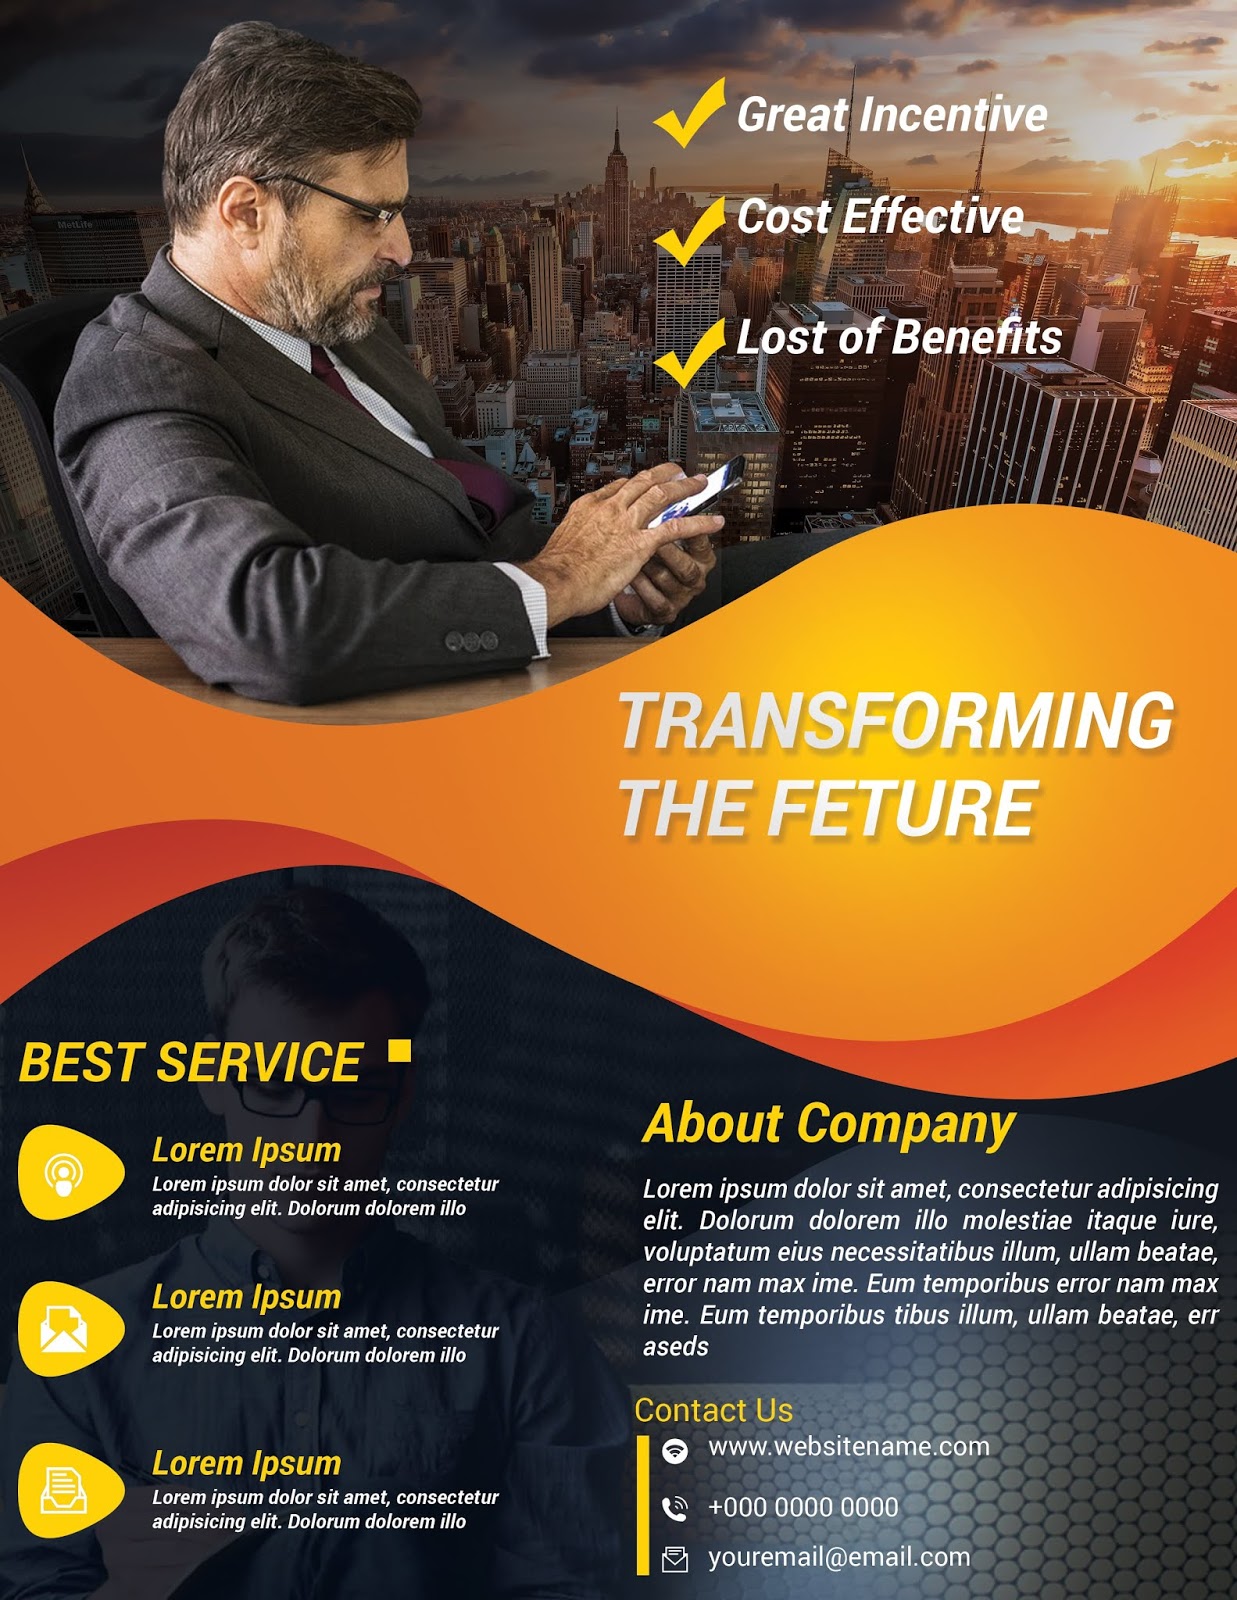 MetLife
Great Incentive
Cost Effective
Lost of Benefits
TRANSFORMING
THE FETURE
BEST SERVICE
Lorem Ipsum
Lorem ipsum dolor sit amet, consectetur
adipisicing elit. Dolorum dolorem illo
Lorem Ipsum
Lorem ipsum dolor sit amet, consectetur
adipisicing elit. Dolorum dolorem illo
Lorem Ipsum
Lorem ipsum dolor sit amet, consectetur
adipisicing elit. Dolorum dolorem illo
About Company
Lorem ipsum dolor sit amet, consectetur adipisicing
elit. Dolorum dolorem illo molestiae itaque iure,
voluptatum eius necessitatibus illum, ullam beatae,
error nam max ime. Eum temporibus error nam max
ime. Eum temporibus tibus illum, ullam beatae, err
aseds
Contact Us
www.websitename.com
+000 0000 0000
youremail@email.com